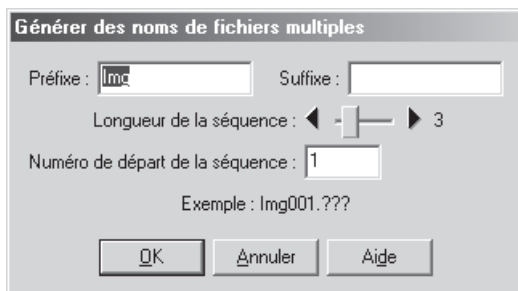 Générer des noms de fichiers multiples
Préfixe : Img Suffixe :
Longueur de la séquence : 3
Numéro de départ de la séquence : 1
Exemple : Img001.???
OK Annuler Aide